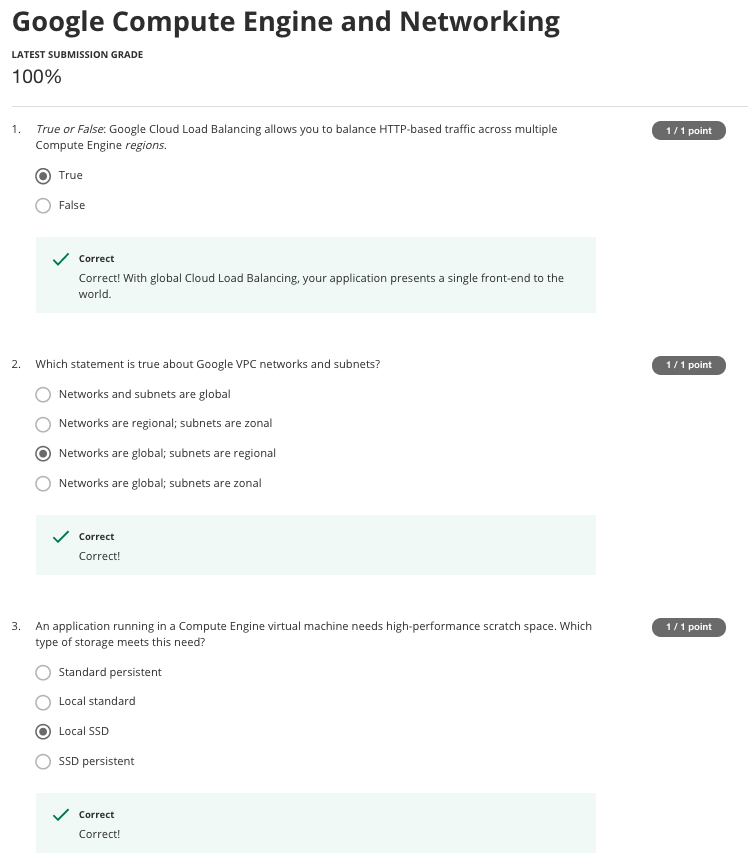 Google Compute Engine and Networking
LATEST SUBMISSION GRADE
100%
1. True or False: Google Cloud Load Balancing allows you to balance HTTP-based traffic across multiple
Compute Engine regions.
1 / 1 point
True
False
Correct
Correct! With global Cloud Load Balancing, your application presents a single front-end to the
world.
2. Which statement is true about Google VPC networks and subnets?
1 / 1 point
Networks and subnets are global
Networks are regional; subnets are zonal
Networks are global; subnets are regional
Networks are global; subnets are zonal
Correct
Correct!
3. An application running in a Compute Engine virtual machine needs high-performance scratch space. Which
type of storage meets this need?
1 / 1 point
Standard persistent
Local standard
Local SSD
SSD persistent
Correct
Correct!